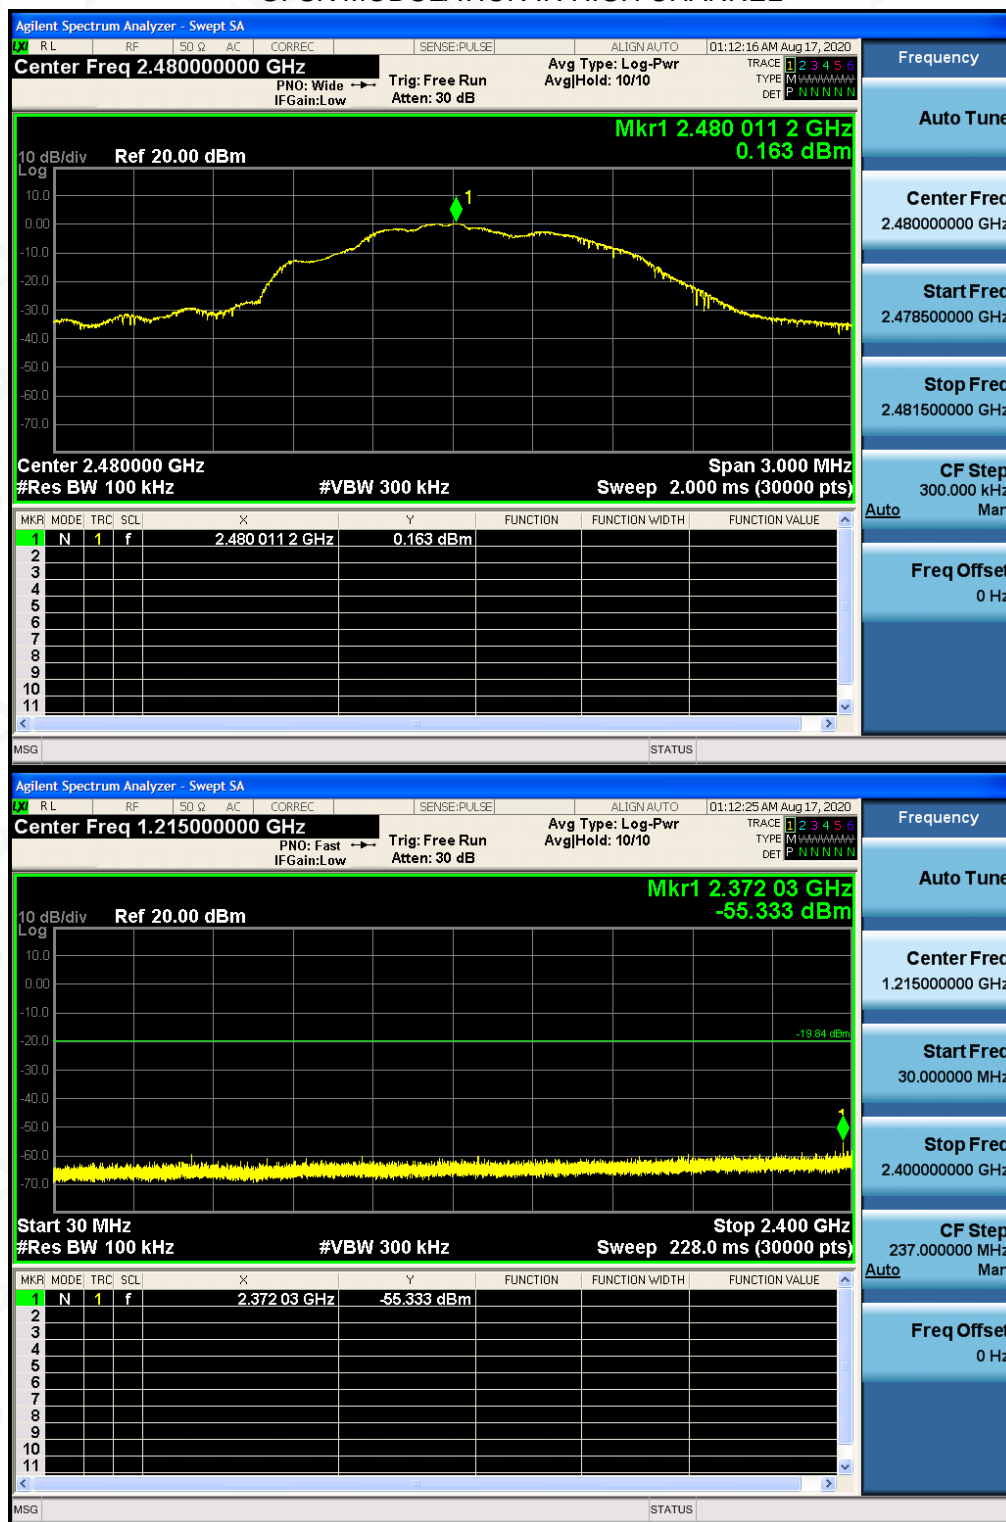 Agilent Spectrum Analyzer - Swept SA
LXI RL RF 50 Ω AC CORREC SENSE:PULSE ALIGN AUTO 01:12:16 AM Aug 17, 2020
Center Freq 2.480000000 GHz
PNO: Wide
IFGain:Low
Trig: Free Run
Atten: 30 dB
Avg Type: Log-Pwr
Avg|Hold: 10/10
TRACE 1 2 3 4 5 6
TYPE M WWWWW
DET P N N N N N
Mkr1 2.480 011 2 GHz
0.163 dBm
10 dB/div Ref 20.00 dBm
Log
10.0
0.00
-10.0
-20.0
-30.0
-40.0
-50.0
-60.0
-70.0
1
Center 2.480000 GHz Span 3.000 MHz
#Res BW 100 kHz #VBW 300 kHz Sweep 2.000 ms (30000 pts)
MKR MODE TRC SCL X Y FUNCTION FUNCTION WIDTH FUNCTION VALUE
1 N 1 f 2.480 011 2 GHz 0.163 dBm
2
3
4
5
6
7
8
9
10
11
MSG STATUS
Frequency
Auto Tune
Center Freq
2.480000000 GHz
Start Freq
2.478500000 GHz
Stop Freq
2.481500000 GHz
CF Step
300.000 kHz
Auto Man
Freq Offset
0 Hz
Agilent Spectrum Analyzer - Swept SA
LXI RL RF 50 Ω AC CORREC SENSE:PULSE ALIGN AUTO 01:12:25 AM Aug 17, 2020
Center Freq 1.215000000 GHz
PNO: Fast
IFGain:Low
Trig: Free Run
Atten: 30 dB
Avg Type: Log-Pwr
Avg|Hold: 10/10
TRACE 1 2 3 4 5 6
TYPE M WWWWW
DET P N N N N N
Mkr1 2.372 03 GHz
-55.333 dBm
10 dB/div Ref 20.00 dBm
Log
10.0
0.00
-10.0
-20.0
-30.0
-40.0
-50.0
-60.0
-70.0
-19.84 dBm
1
Start 30 MHz Stop 2.400 GHz
#Res BW 100 kHz #VBW 300 kHz Sweep 228.0 ms (30000 pts)
MKR MODE TRC SCL X Y FUNCTION FUNCTION WIDTH FUNCTION VALUE
1 N 1 f 2.372 03 GHz -55.333 dBm
2
3
4
5
6
7
8
9
10
11
MSG STATUS
Frequency
Auto Tune
Center Freq
1.215000000 GHz
Start Freq
30.000000 MHz
Stop Freq
2.400000000 GHz
CF Step
237.000000 MHz
Auto Man
Freq Offset
0 Hz